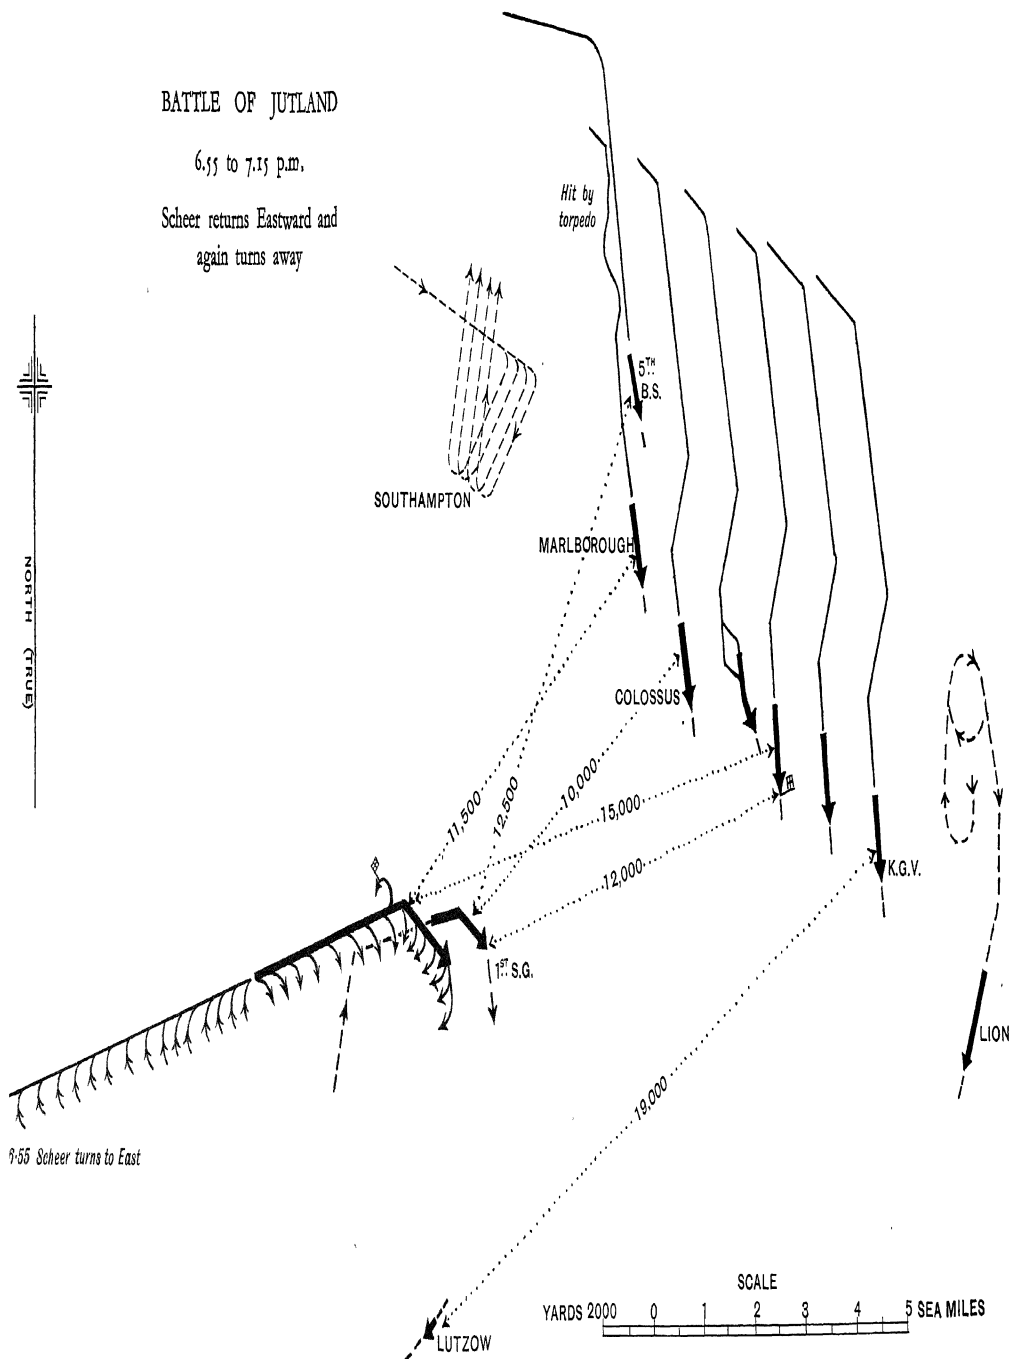 BATTLE OF JUTLAND
6.55 to 7.15 p.m.
Scheer returns Eastward and
again turns away
Hit by
torpedo
5TH
B.S.
SOUTHAMPTON
MARLBOROUGH
NORTH (TRUE)
COLOSSUS
11,500
12,500
10,000
15,000
12,000
K.G.V.
1ST S.G.
LION
19,000
6·55 Scheer turns to East
LUTZOW
SCALE
YARDS 2000 0 1 2 3 4 5 SEA MILES